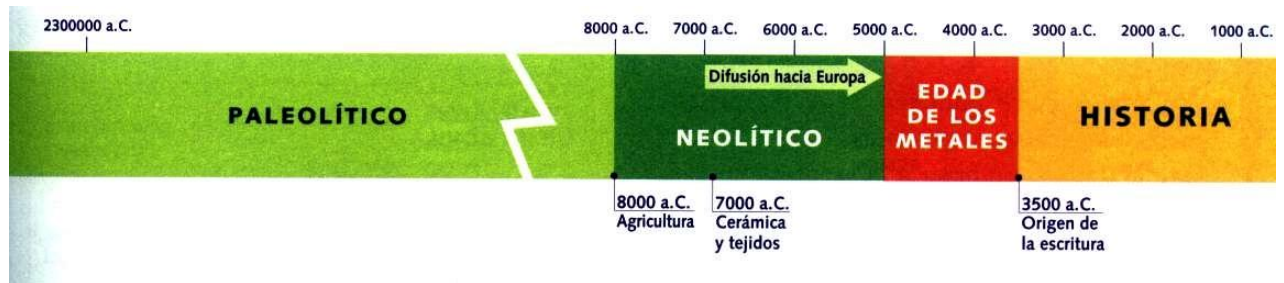 2300000 a.C.
8000 a.C.
7000 a.C.
6000 a.C.
5000 a.C.
4000 a.C.
3000 a.C.
2000 a.C.
1000 a.C.
PALEOLÍTICO
Difusión hacia Europa
NEOLÍTICO
EDAD
DE LOS
METALES
HISTORIA
8000 a.C.
Agricultura
7000 a.C.
Cerámica
y tejidos
3500 a.C.
Origen de
la escritura